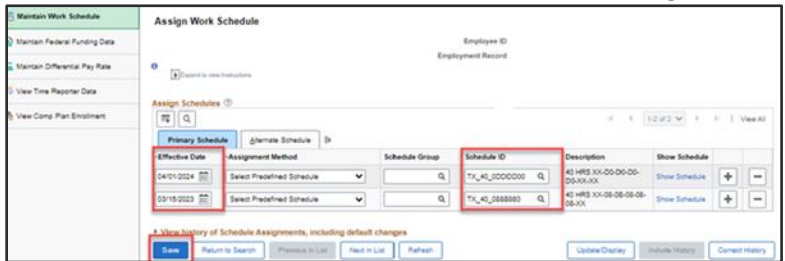 Maintain Work Schedule
Maintain Federal Funding Data
Maintain Differential Pay Rate
View Time Reporter Data
View Comp Plan Enrollment
Assign Work Schedule
Employee ID
Employment Record
Expand to view Instructions
Assign Schedules
1-2 of 2
View All
Primary Schedule
Alternate Schedule
*Effective Date *Assignment Method Schedule Group Schedule ID Description Show Schedule
04/01/2024 Select Predefined Schedule 40 HRS XX-D0-D0-D0-D0-XX-XX Show Schedule + -
03/15/2023 Select Predefined Schedule TX_40_0888880 40 HRS XX-08-08-08-08-08-XX Show Schedule + -
View history of Schedule Assignments, including default changes
Save Return to Search Previous in List Next in List Refresh Update/Display Include History Correct History